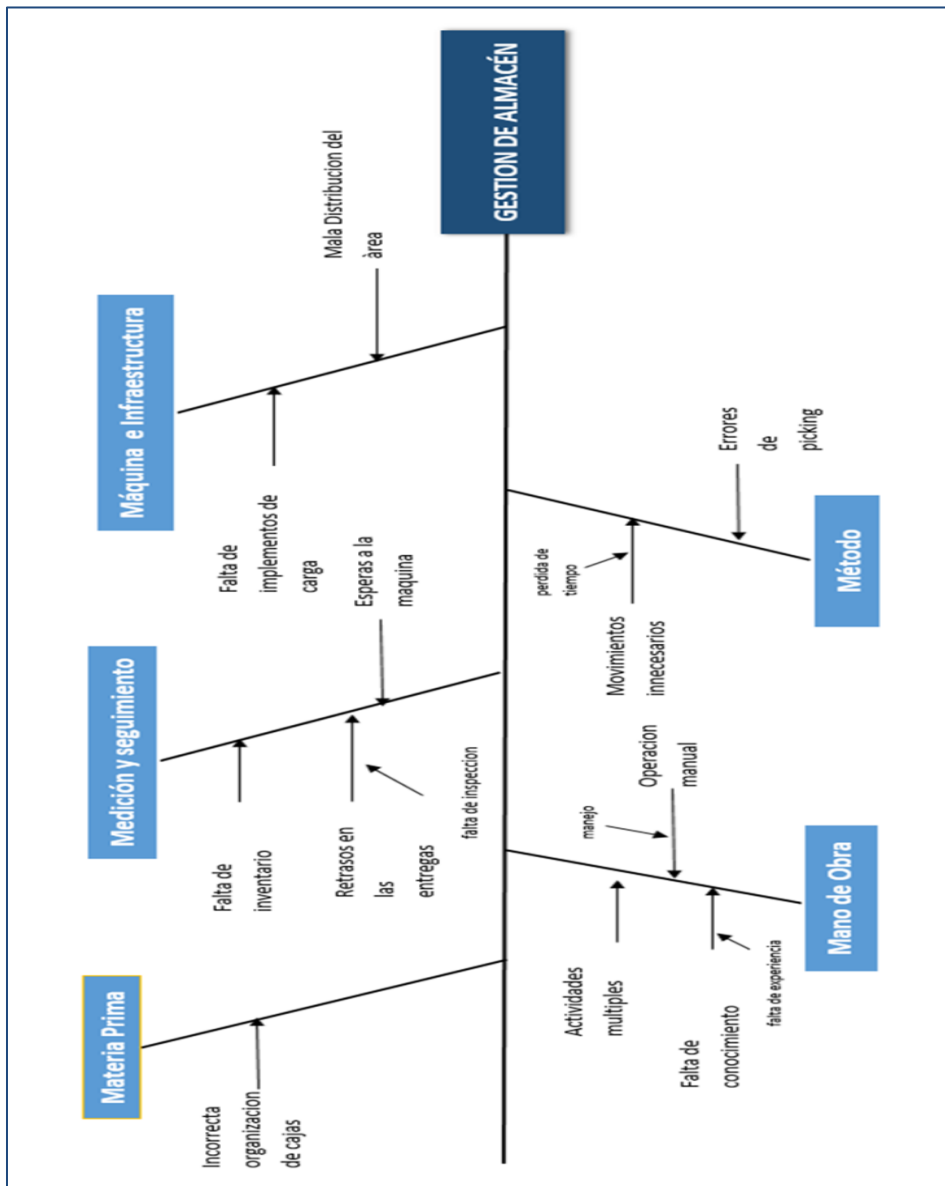 Materia Prima
Medición y seguimiento
Máquina e Infraestructura
Incorrecta
organizacion
de cajas
Falta de
inventario
Retrasos en
las
entregas
falta de inspeccion
Esperas a la
maquina
Falta de
implementos de
carga
Mala Distribucion del
àrea
GESTION DE ALMACÉN
Actividades
multiples
Falta de
conocimiento
falta de experiencia
manejo
Operacion
manual
Movimientos
innecesarios
perdida de
tiempo
Errores
de
picking
Mano de Obra
Método